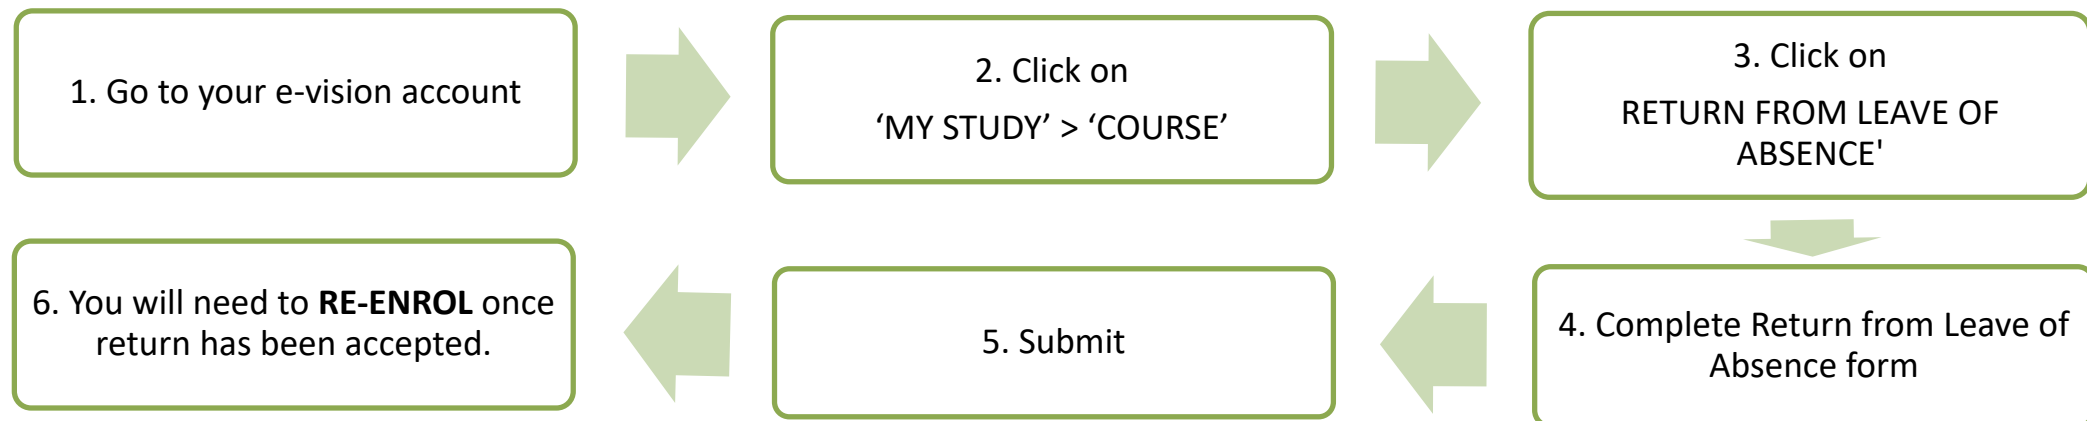 1. Go to your e-vision account
2. Click on
‘MY STUDY’ > ‘COURSE’
3. Click on
RETURN FROM LEAVE OF
ABSENCE'
4. Complete Return from Leave of
Absence form
5. Submit
6. You will need to RE-ENROL once
return has been accepted.